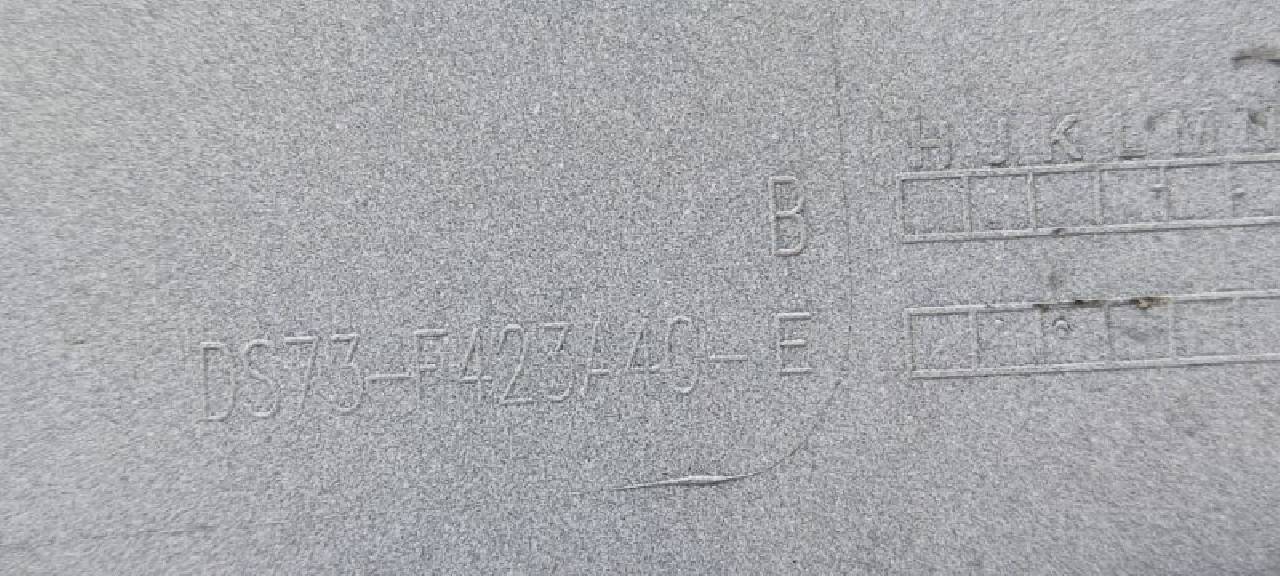 H J K L M N
B
DS73-F423A40-E